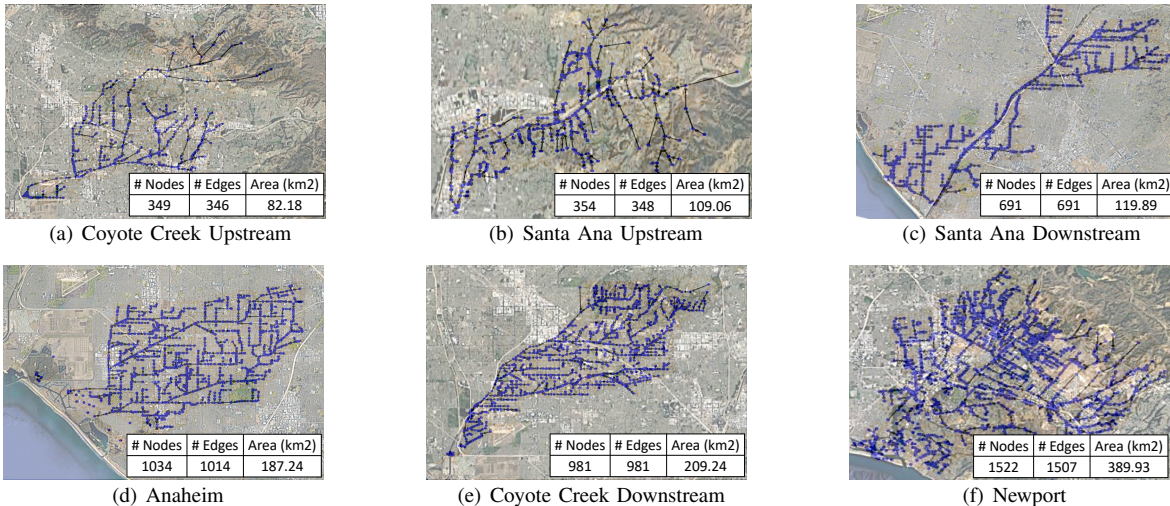 # Nodes # Edges Area (km2)
349 346 82.18
(a) Coyote Creek Upstream
# Nodes # Edges Area (km2)
354 348 109.06
(b) Santa Ana Upstream
# Nodes # Edges Area (km2)
691 691 119.89
(c) Santa Ana Downstream
# Nodes # Edges Area (km2)
1034 1014 187.24
(d) Anaheim
# Nodes # Edges Area (km2)
981 981 209.24
(e) Coyote Creek Downstream
# Nodes # Edges Area (km2)
1522 1507 389.93
(f) Newport